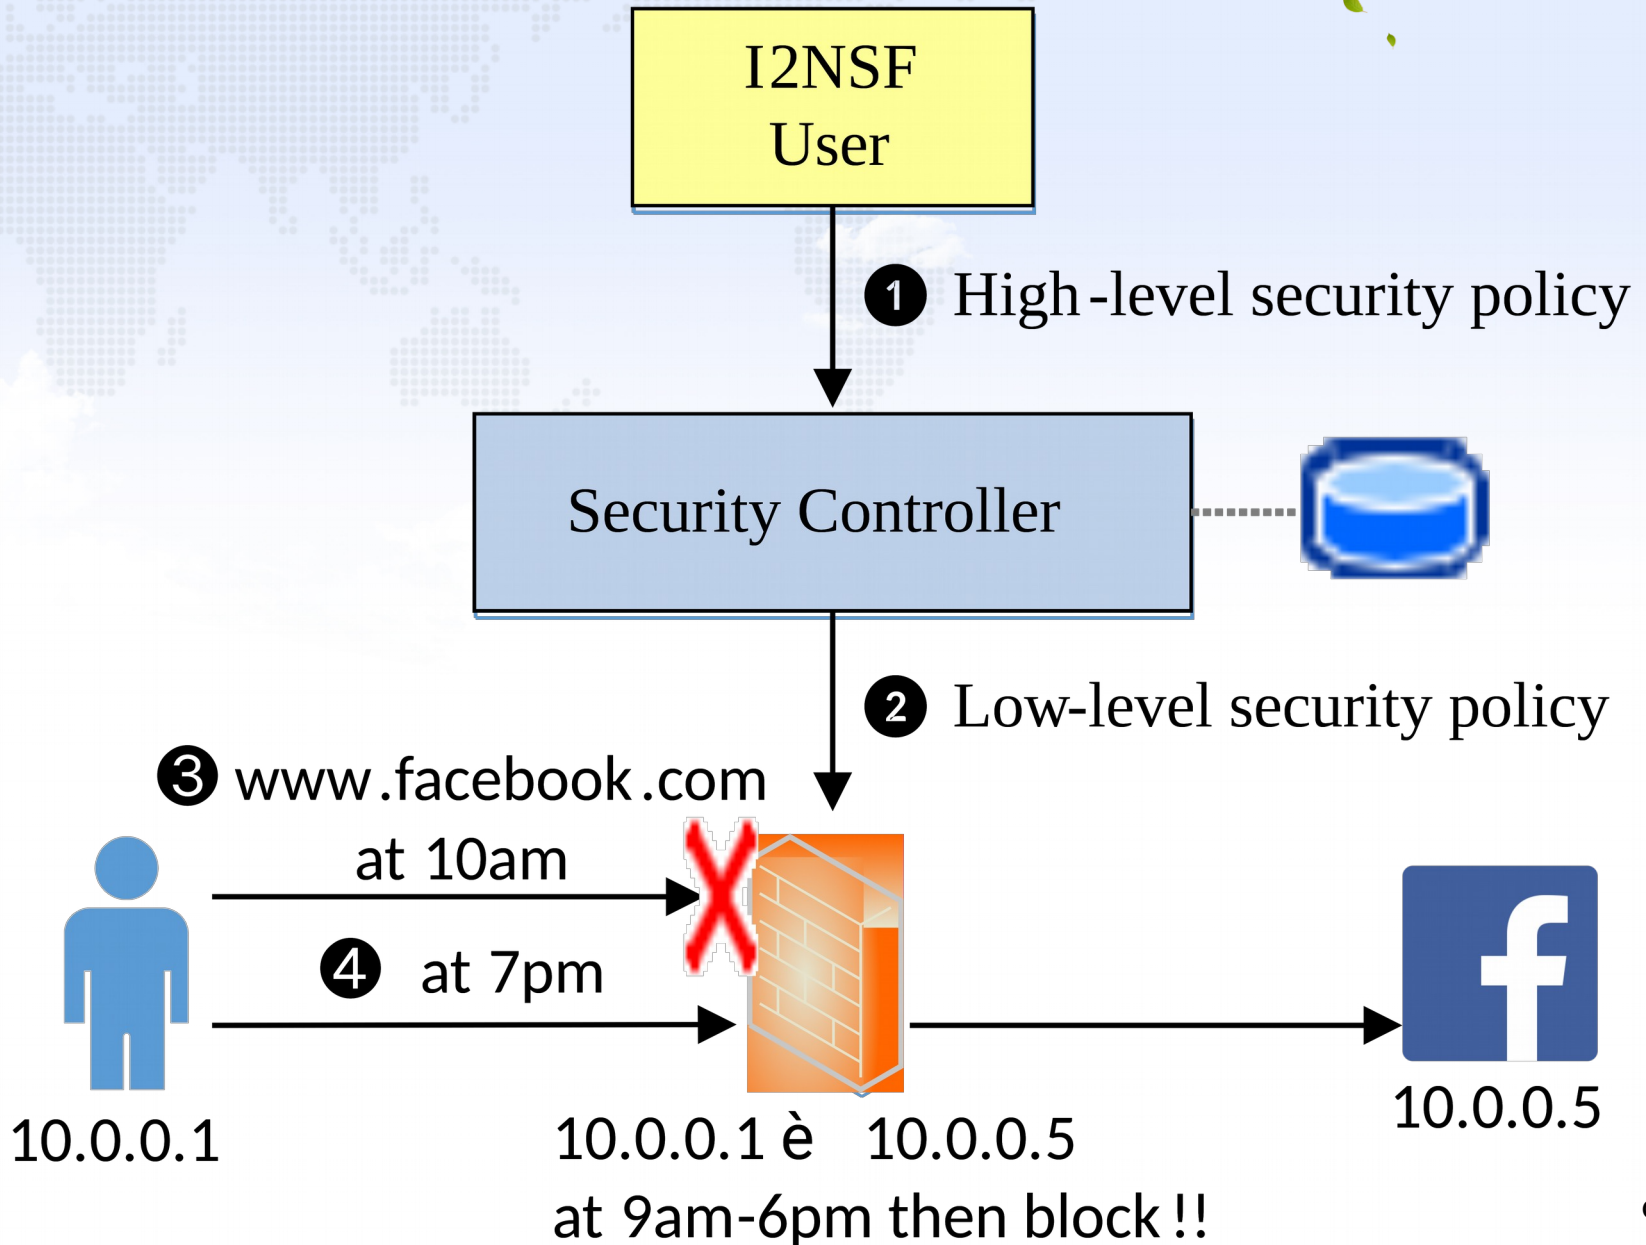 I2NSF
User
❶ High-level security policy
Security Controller
❷ Low-level security policy
❸ www.facebook.com
at 10am
❹ at 7pm
f
10.0.0.1
10.0.0.5
10.0.0.1 è 10.0.0.5
at 9am-6pm then block!!